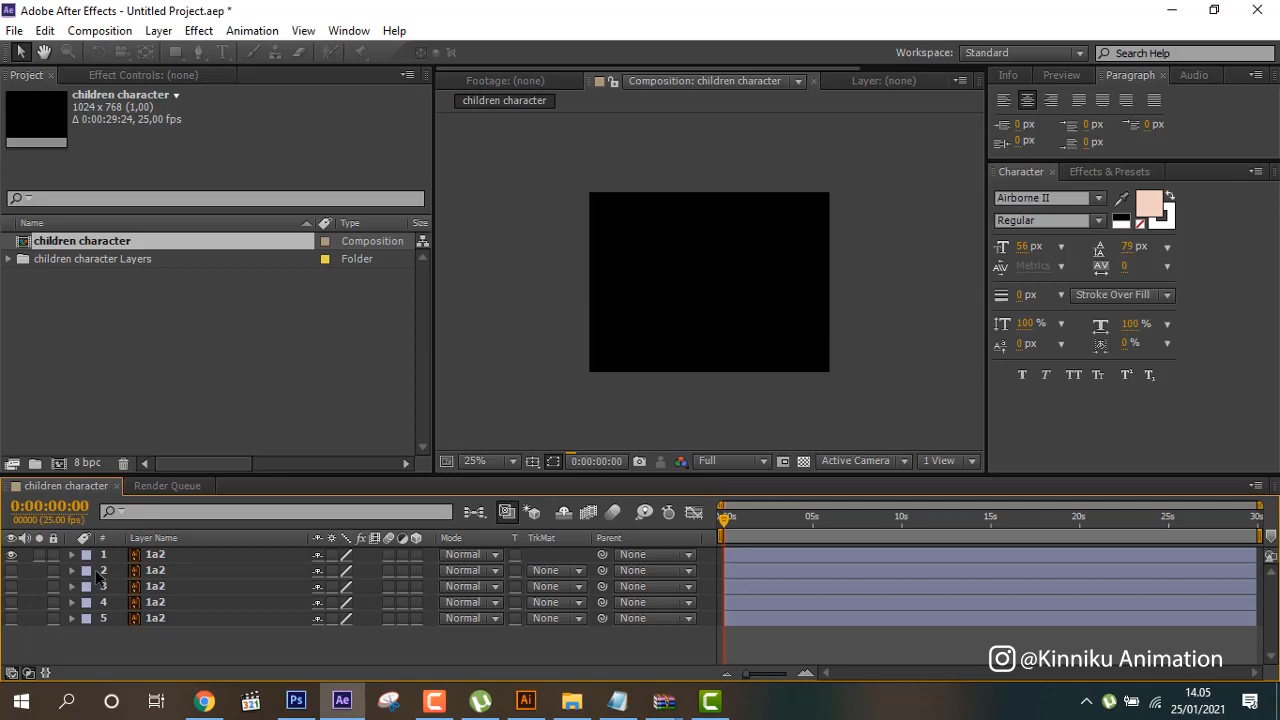 Adobe After Effects - Untitled Project.aep *
File Edit Composition Layer Effect Animation View Window Help
Workspace: Standard Search Help
Project Effect Controls: (none)
Footage: (none) Composition: children character Layer: (none)
Info Preview Paragraph Audio
children character
1024 x 768 (1,00)
Δ 0:00:29:24, 25,00 fps
children character
0 px 0 px 0 px
0 px 0 px
Character Effects & Presets
Airborne II
Regular
Name Type Size
children character Composition
children character Layers Folder
56 px 79 px
Metrics 0
0 px Stroke Over Fill
100 % 100 %
0 px 0 %
T T TT Tт T¹ T₁
8 bpc
25% 0:00:00:00 Full Active Camera 1 View
children character Render Queue
0:00:00:00
00000 (25.00 fps)
00s 05s 10s 15s 20s 25s 30s
# Layer Name fx Mode T TrkMat Parent
1 1a2 Normal None
2 1a2 Normal None None
3 1a2 Normal None None
4 1a2 Normal None None
5 1a2 Normal None None
@Kinniku Animation
321 Ps Ae Ai
14.05
25/01/2021